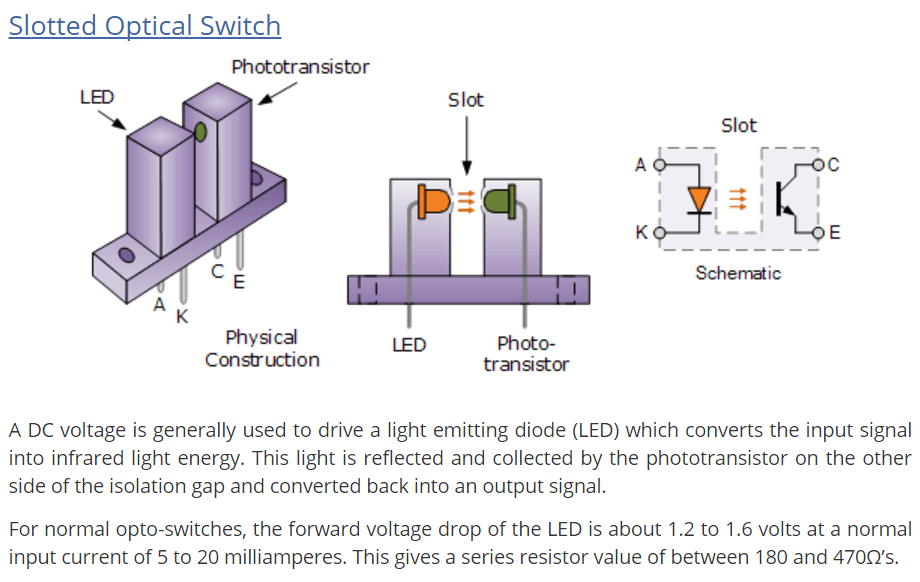 Slotted Optical Switch
Phototransistor
LED
Slot
Slot
A
C
K
E
Schematic
C
E
A
K
Physical
Construction
LED
Photo-
transistor
A DC voltage is generally used to drive a light emitting diode (LED) which converts the input signal
into infrared light energy. This light is reflected and collected by the phototransistor on the other
side of the isolation gap and converted back into an output signal.
For normal opto-switches, the forward voltage drop of the LED is about 1.2 to 1.6 volts at a normal
input current of 5 to 20 milliamperes. This gives a series resistor value of between 180 and 470Ω's.